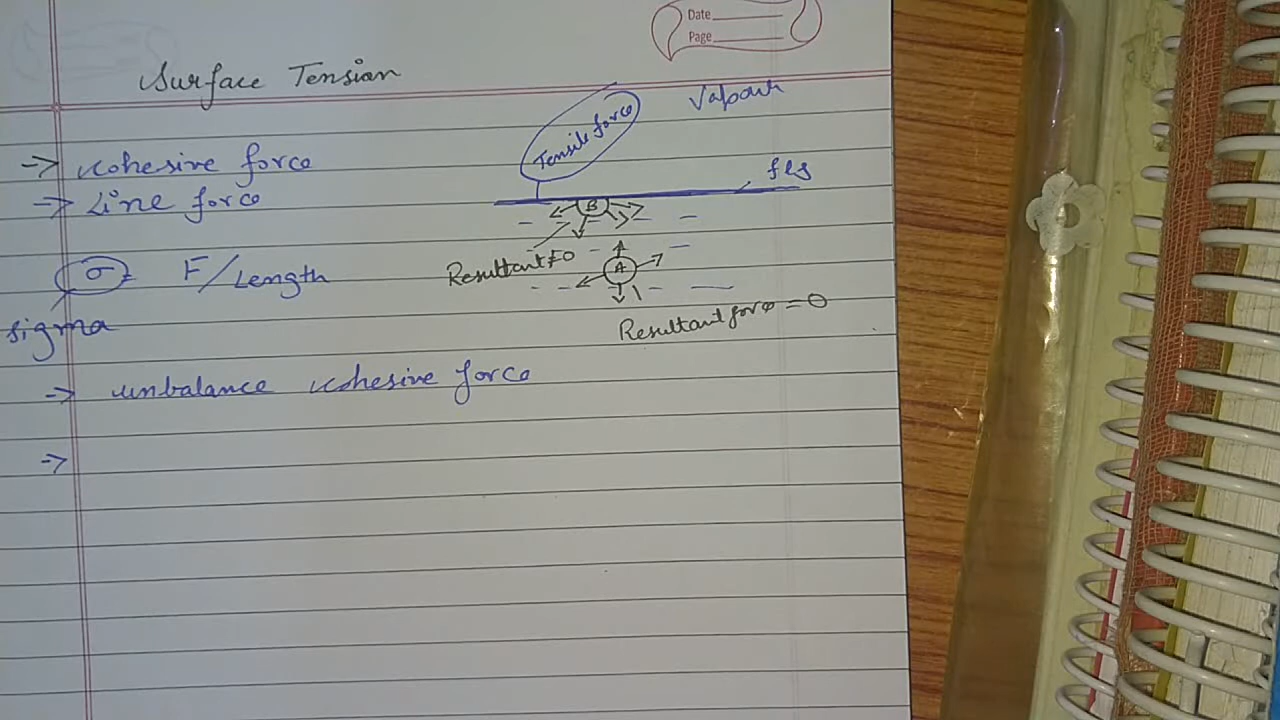 Date
Page
Surface Tension
Tensile force
Vapour
→ cohesive force
→ Line force
fls
B
σ = F/Length
Resultant ≠ 0
A
sigma
Resultant force = 0
→ unbalance cohesive force
→